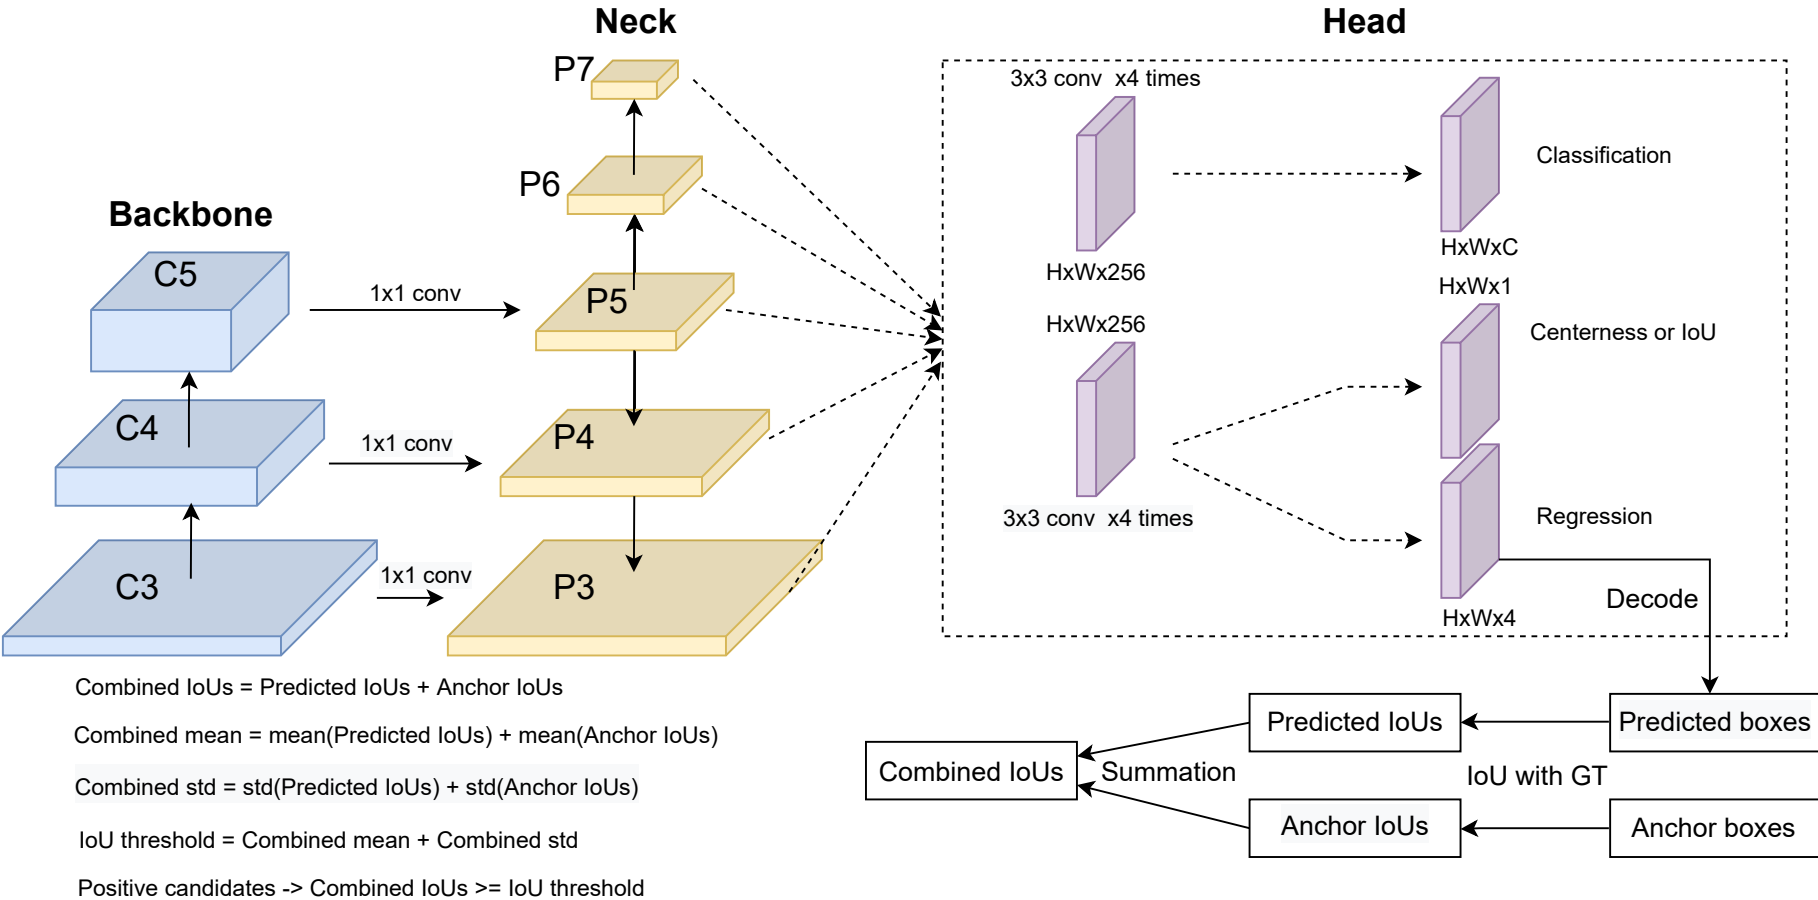 Neck
Head
P7
3x3 conv x4 times
Classification
P6
Backbone
HxWxC
C5
HxWx256
1x1 conv
HxWx1
P5
HxWx256
Centerness or IoU
C4
1x1 conv
P4
3x3 conv x4 times
Regression
C3
1x1 conv
P3
Decode
HxWx4
Combined IoUs = Predicted IoUs + Anchor IoUs
Combined mean = mean(Predicted IoUs) + mean(Anchor IoUs)
Combined std = std(Predicted IoUs) + std(Anchor IoUs)
IoU threshold = Combined mean + Combined std
Positive candidates -> Combined IoUs >= IoU threshold
Predicted IoUs
Predicted boxes
Combined IoUs
Summation
IoU with GT
Anchor IoUs
Anchor boxes